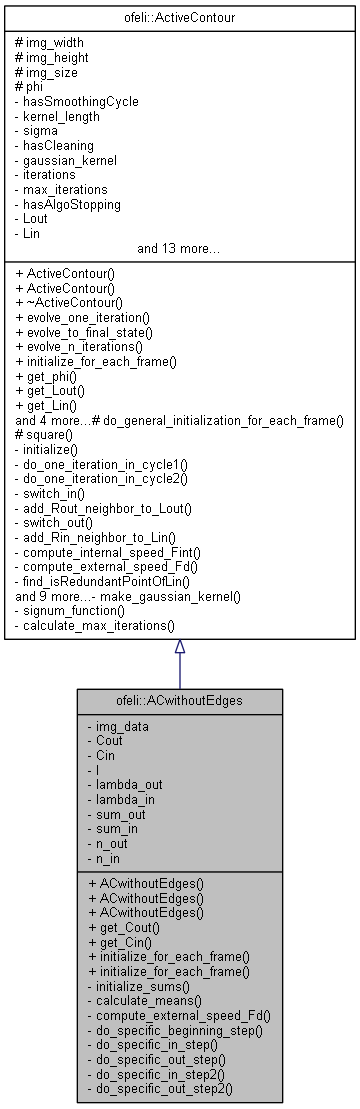 ofeli::ActiveContour
# img_width
# img_height
# img_size
# phi
- hasSmoothingCycle
- kernel_length
- sigma
- hasCleaning
- gaussian_kernel
- iterations
- max_iterations
- hasAlgoStopping
- Lout
- Lin
and 13 more...
+ ActiveContour()
+ ActiveContour()
+ ~ActiveContour()
+ evolve_one_iteration()
+ evolve_to_final_state()
+ evolve_n_iterations()
+ initialize_for_each_frame()
+ get_phi()
+ get_Lout()
+ get_Lin()
and 4 more...# do_general_initialization_for_each_frame()
# square()
- initialize()
- do_one_iteration_in_cycle1()
- do_one_iteration_in_cycle2()
- switch_in()
- add_Rout_neighbor_to_Lout()
- switch_out()
- add_Rin_neighbor_to_Lin()
- compute_internal_speed_Fint()
- compute_external_speed_Fd()
- find_isRedundantPointOfLin()
and 9 more...- make_gaussian_kernel()
- signum_function()
- calculate_max_iterations()
ofeli::ACwithoutEdges
- img_data
- Cout
- Cin
- I
- lambda_out
- lambda_in
- sum_out
- sum_in
- n_out
- n_in
+ ACwithoutEdges()
+ ACwithoutEdges()
+ ACwithoutEdges()
+ get_Cout()
+ get_Cin()
+ initialize_for_each_frame()
+ initialize_for_each_frame()
- initialize_sums()
- calculate_means()
- compute_external_speed_Fd()
- do_specific_beginning_step()
- do_specific_in_step()
- do_specific_out_step()
- do_specific_in_step2()
- do_specific_out_step2()